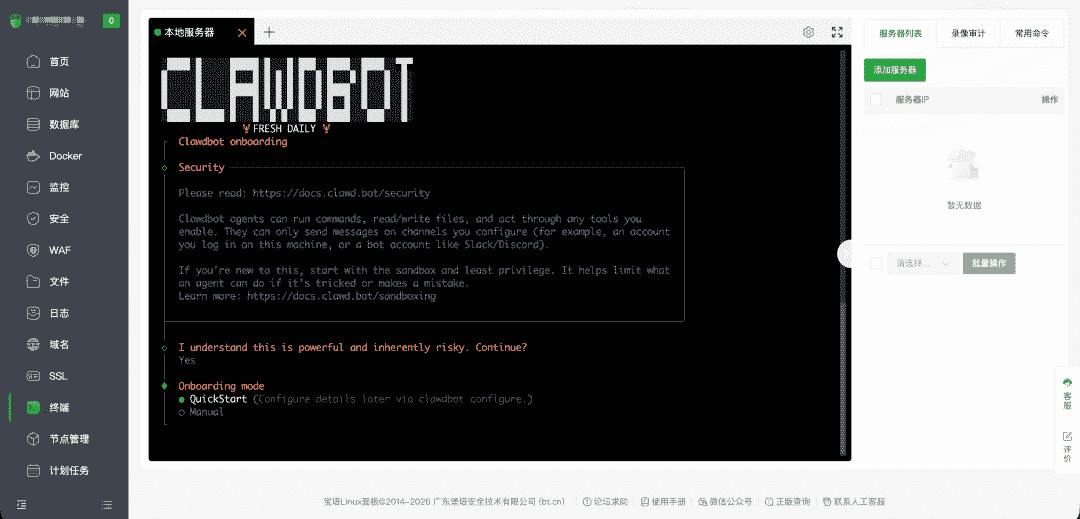 0
首页
网站
数据库
Docker
监控
安全
WAF
文件
日志
域名
SSL
终端
节点管理
计划任务
本地服务器
CLAWDBOT
FRESH DAILY
Clawdbot onboarding
Security
Please read: https://docs.clawd.bot/security
Clawdbot agents can run commands, read/write files, and act through any tools you
enable. They can only send messages on channels you configure (for example, an account
you log in on this machine, or a bot account like Slack/Discord).
If you're new to this, start with the sandbox and least privilege. It helps limit what
an agent can do if it's tricked or makes a mistake.
Learn more: https://docs.clawd.bot/sandboxing
I understand this is powerful and inherently risky. Continue?
Yes
Onboarding mode
QuickStart (Configure details later via clawdbot configure.)
Manual
服务器列表 录像审计 常用命令
添加服务器
服务器IP 操作
暂无数据
请选择... 批量操作
客服
评价
宝塔Linux面板©2014-2026 广东堡塔安全技术有限公司 (bt.cn) 论坛求助 使用手册 微信公众号 正版查询 联系人工客服